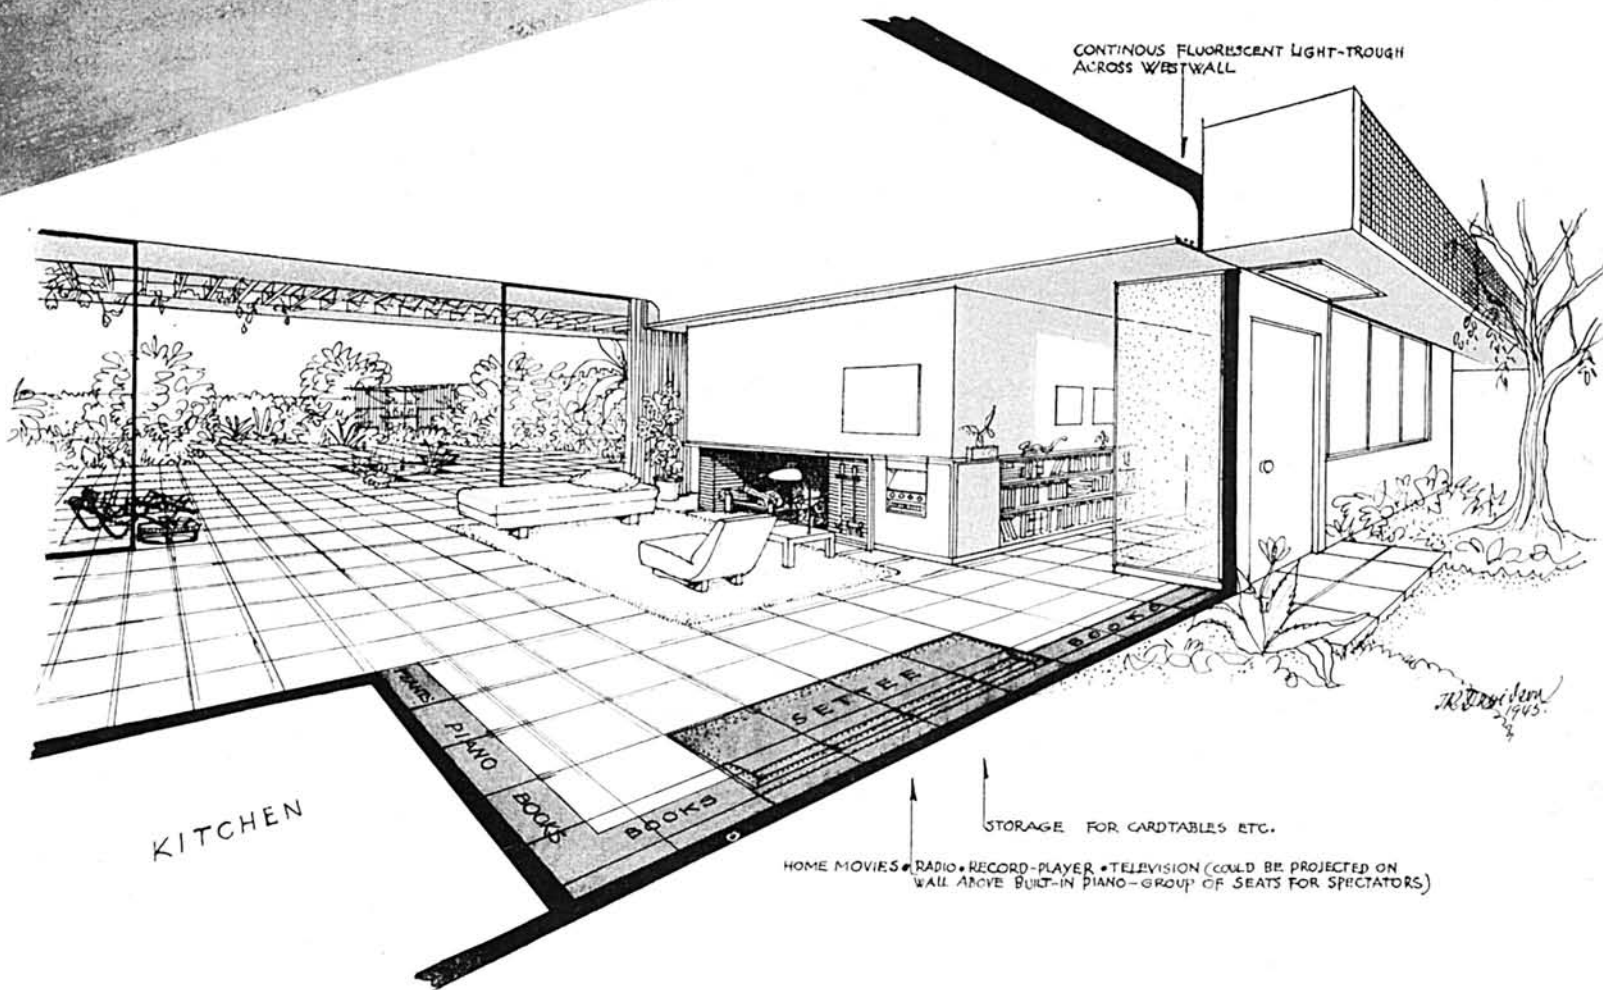 CONTINOUS FLUORESCENT LIGHT-TROUGH
ACROSS WESTWALL
BOOKS
SETTEE
PIANO
BOOKS
BOOKS
KITCHEN
J.R. Davidson
1945.
STORAGE FOR CARDTABLES ETC.
HOME MOVIES • RADIO • RECORD-PLAYER • TELEVISION (COULD BE PROJECTED ON
WALL ABOVE BUILT-IN PIANO-GROUP OF SEATS FOR SPECTATORS)